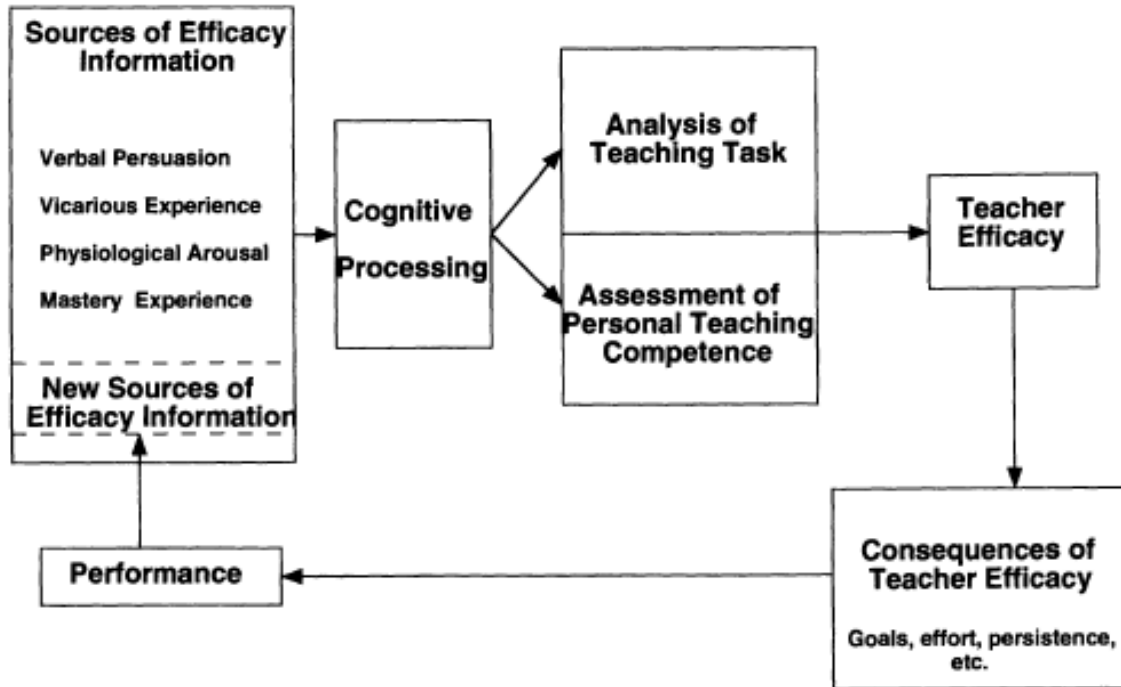 Sources of Efficacy
Information
Verbal Persuasion
Vicarious Experience
Physiological Arousal
Mastery Experience
New Sources of
Efficacy Information
Cognitive
Processing
Analysis of
Teaching Task
Assessment of
Personal Teaching
Competence
Teacher
Efficacy
Consequences of
Teacher Efficacy
Goals, effort, persistence,
etc.
Performance